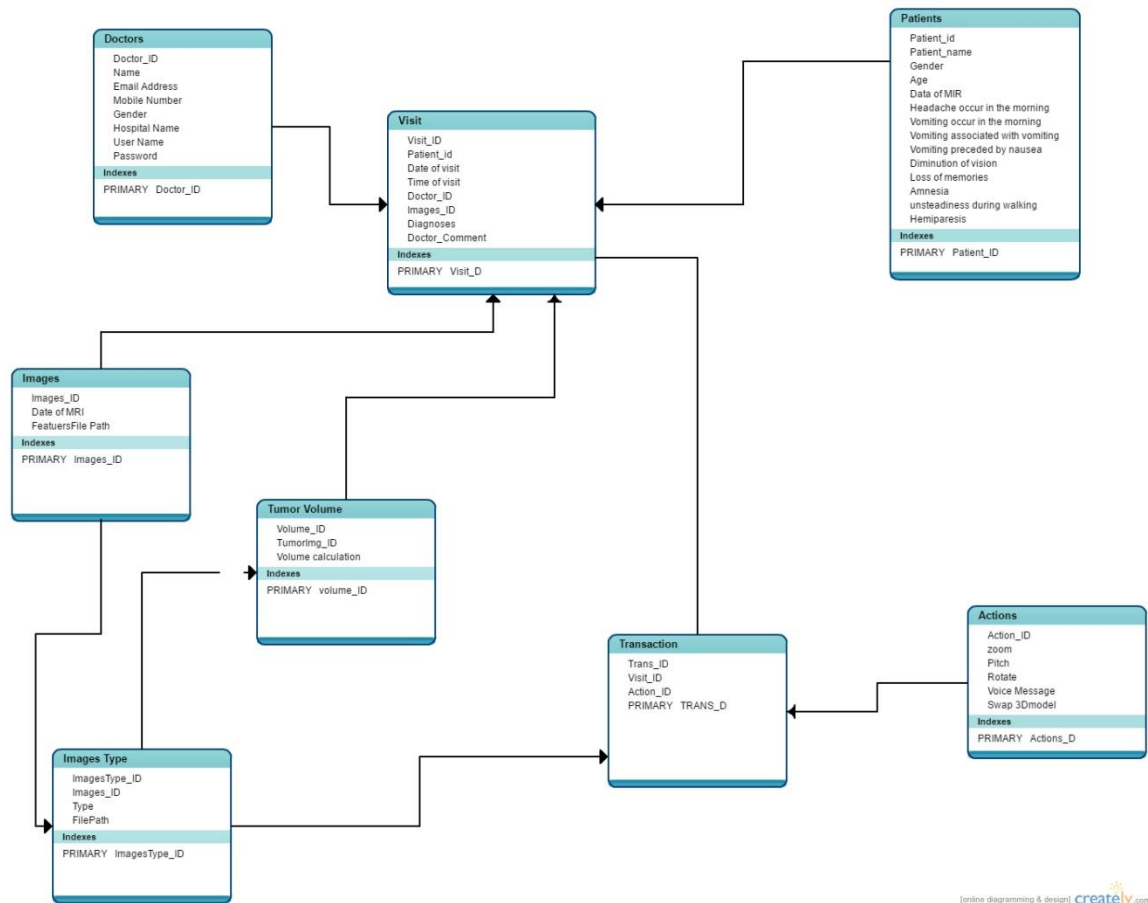 Doctors
Doctor_ID
Name
Email Address
Mobile Number
Gender
Hospital Name
User Name
Password
Indexes
PRIMARY Doctor_ID
Patients
Patient_id
Patient_name
Gender
Age
Data of MIR
Headache occur in the morning
Vomiting occur in the morning
Vomiting associated with vomiting
Vomiting preceded by nausea
Diminution of vision
Loss of memories
Amnesia
unsteadiness during walking
Hemiparesis
Indexes
PRIMARY Patient_ID
Visit
Visit_ID
Patient_id
Date of visit
Time of visit
Doctor_ID
Images_ID
Diagnoses
Doctor_Comment
Indexes
PRIMARY Visit_D
Images
Images_ID
Date of MRI
FeatuersFile Path
Indexes
PRIMARY Images_ID
Tumor Volume
Volume_ID
TumorImg_ID
Volume calculation
Indexes
PRIMARY volume_ID
Transaction
Trans_ID
Visit_ID
Action_ID
PRIMARY TRANS_D
Actions
Action_ID
zoom
Pitch
Rotate
Voice Message
Swap 3Dmodel
Indexes
PRIMARY Actions_D
Images Type
ImagesType_ID
Images_ID
Type
FilePath
Indexes
PRIMARY ImagesType_ID
[online diagramming & design] creately.com